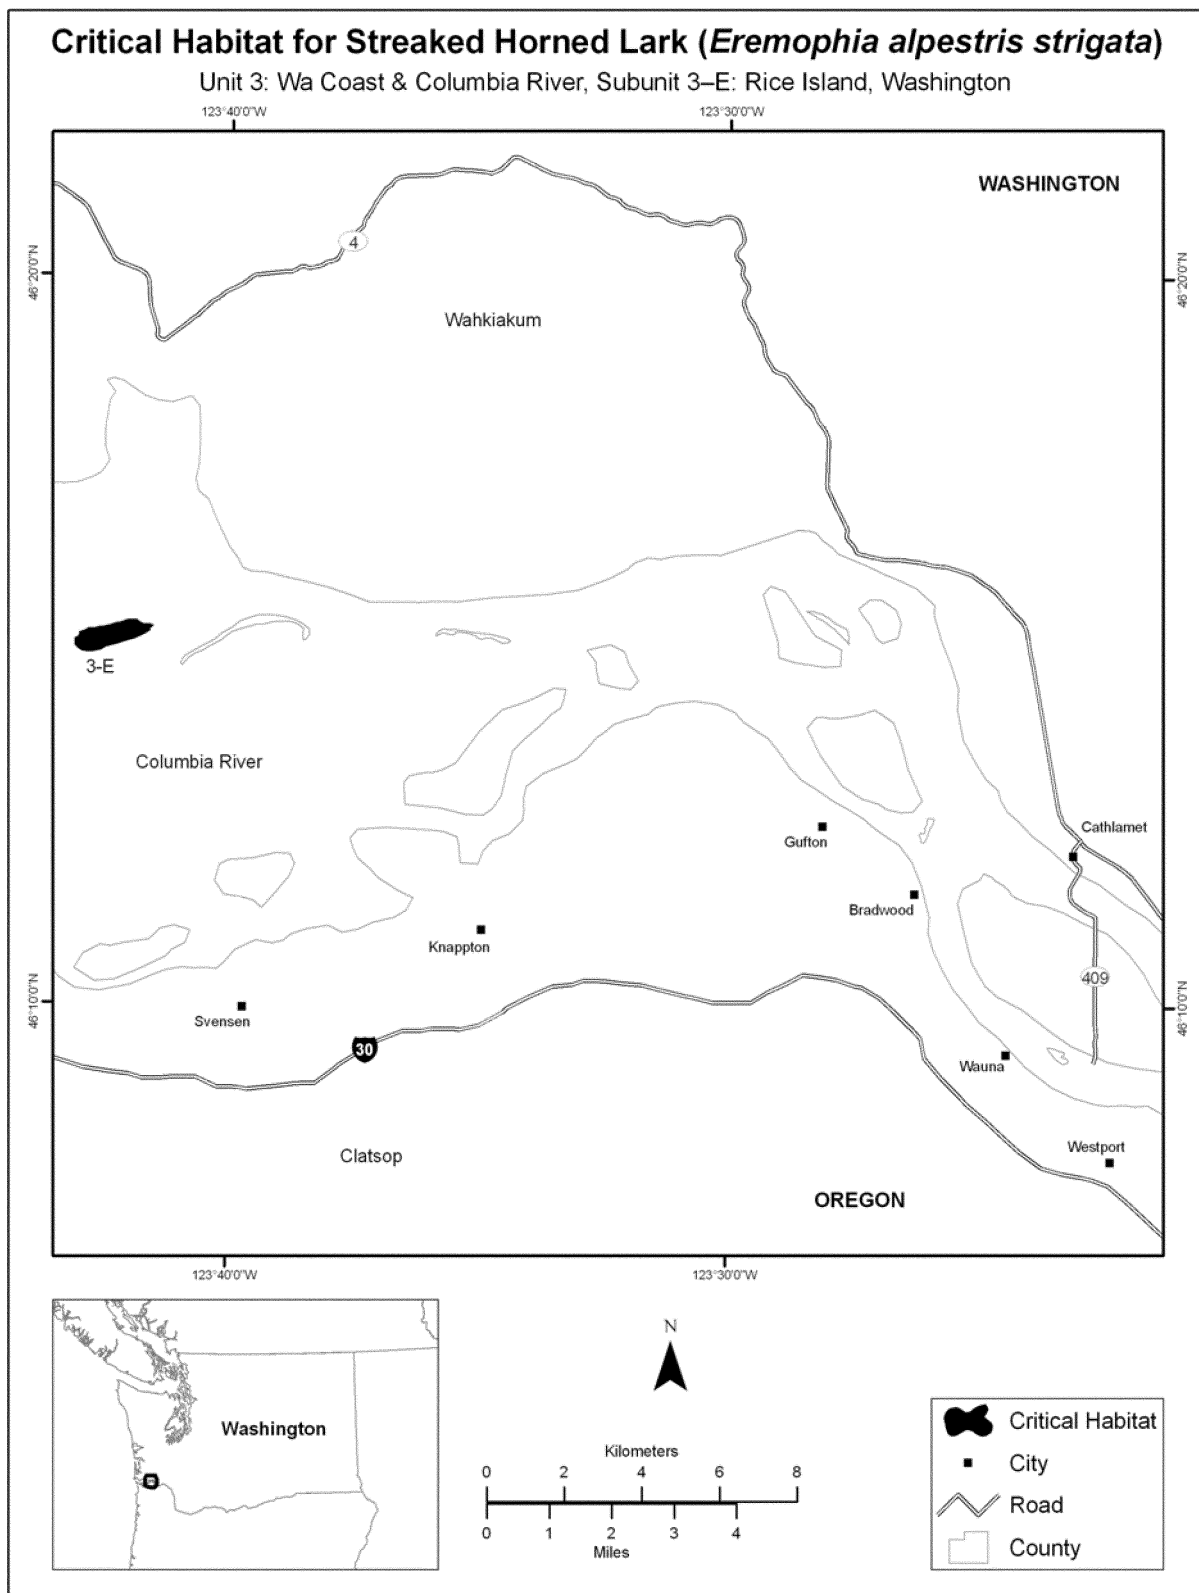 Critical Habitat for Streaked Horned Lark (Eremophia alpestris strigata)
Unit 3: Wa Coast & Columbia River, Subunit 3–E: Rice Island, Washington
123°40'0"W
123°30'0"W
WASHINGTON
4
46°20'0"N
46°20'0"N
Wahkiakum
3-E
Columbia River
Gufton
Cathlamet
Bradwood
Knappton
409
46°10'0"N
46°10'0"N
Svensen
30
Wauna
Clatsop
Westport
OREGON
123°40'0"W
123°30'0"W
Washington
N
Kilometers
0 2 4 6 8
0 1 2 3 4
Miles
Critical Habitat
City
Road
County